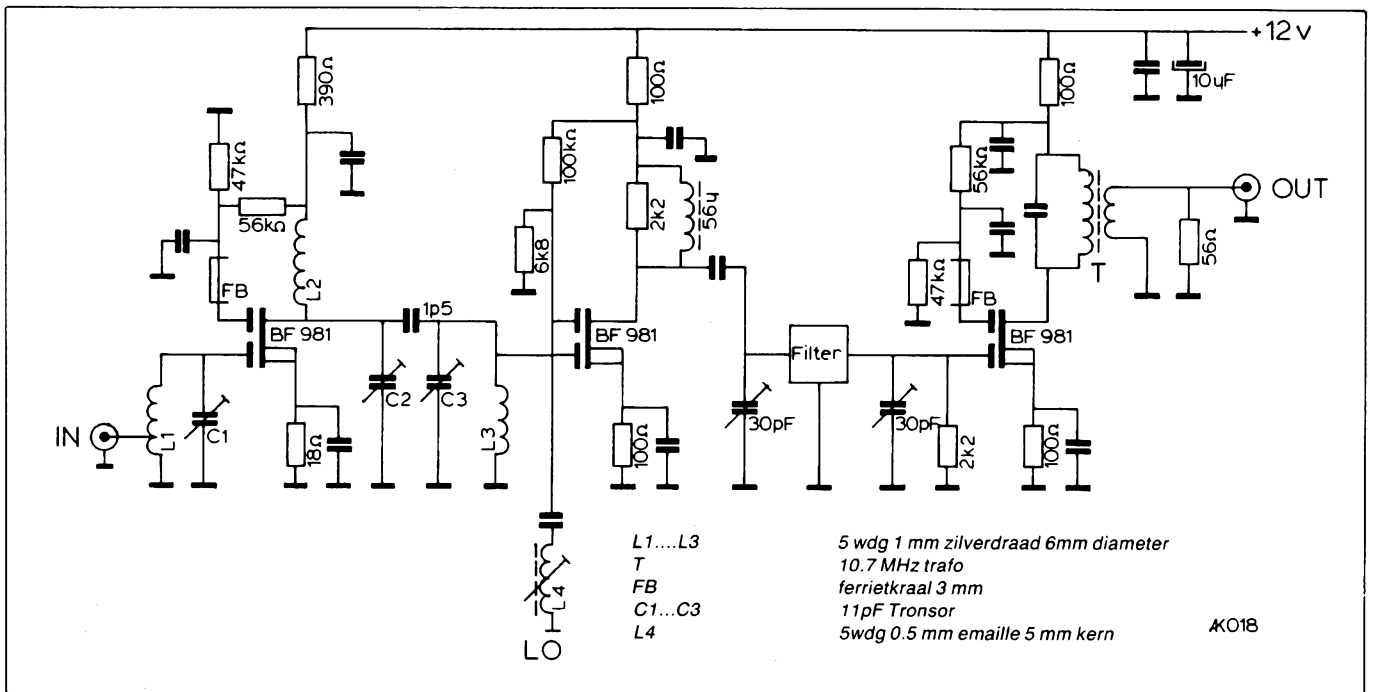 +12V
390Ω
100Ω
100Ω
10µF
47kΩ
56kΩ
100kΩ
2k2
56µ
56kΩ
6k8
47kΩ
FB
L2
FB
T
OUT
56Ω
BF 981
1p5
BF 981
BF 981
Filter
IN
L1
C1
18Ω
C2
C3
L3
100Ω
30pF
30pF
2k2
100Ω
L4
LO
L1....L3 5 wdg 1 mm zilverdraad 6mm diameter
T 10.7 MHz trafo
FB ferrietkraal 3 mm
C1...C3 11pF Tronsor
L4 5wdg 0.5 mm emaille 5 mm kern
AK018